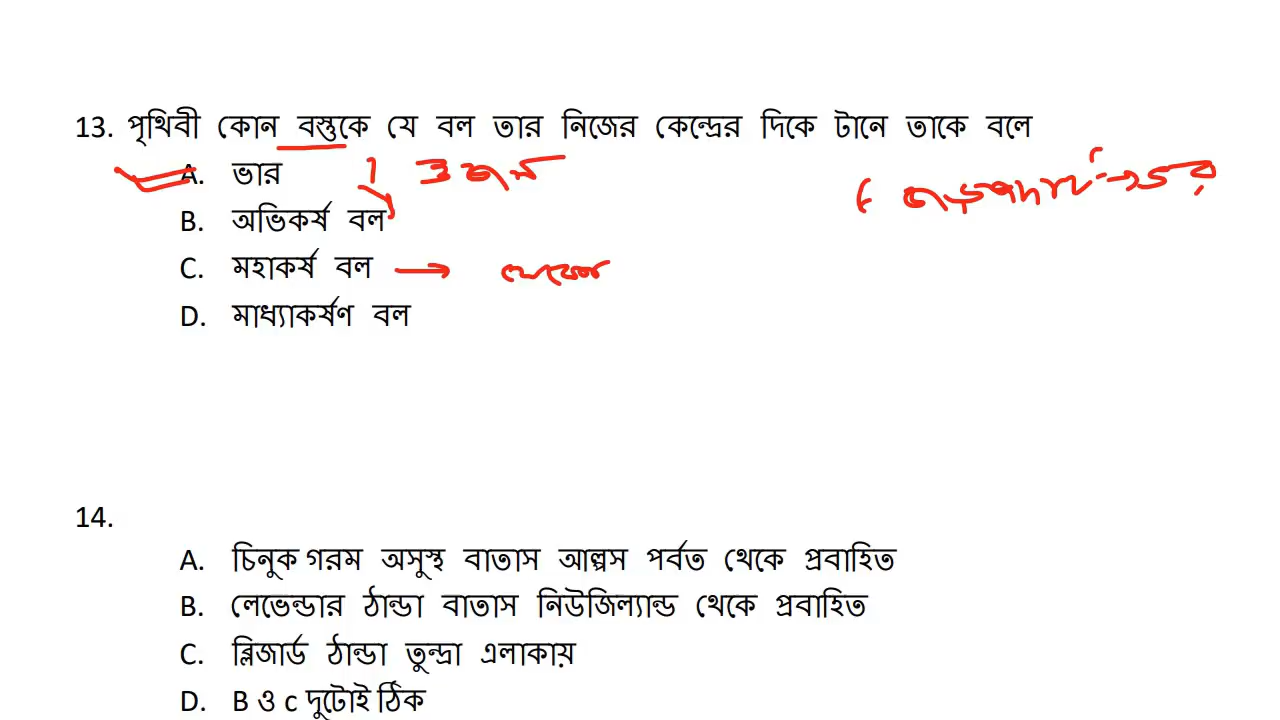 13. পৃথিবী কোন বস্তুকে যে বল তার নিজের কেন্দ্রের দিকে টানে তাকে বলে
A. ভার
ওজন
B. অভিকর্ষ বল
C. মহাকর্ষ বল →
D. মাধ্যাকর্ষণ বল
14.
A. চিনুক গরম অসুস্থ বাতাস আল্পস পর্বত থেকে প্রবাহিত
B. লেভেন্ডার ঠান্ডা বাতাস নিউজিল্যান্ড থেকে প্রবাহিত
C. ব্লিজার্ড ঠান্ডা তুন্দ্রা এলাকায়
D. B ও c দুটোই ঠিক